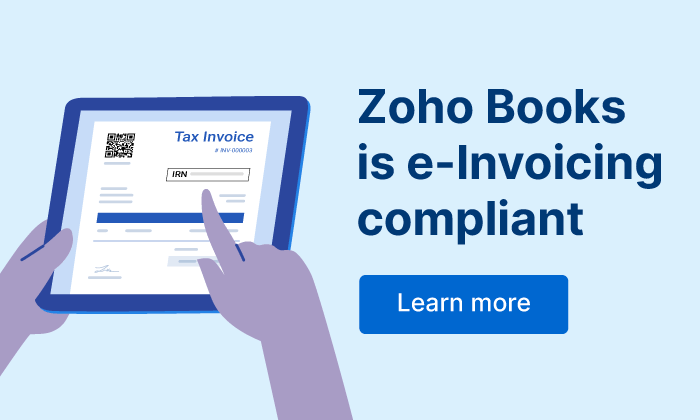 Tax Invoice
# INV-000003
IRN
Zoho Books
is e-Invoicing
compliant
Learn more